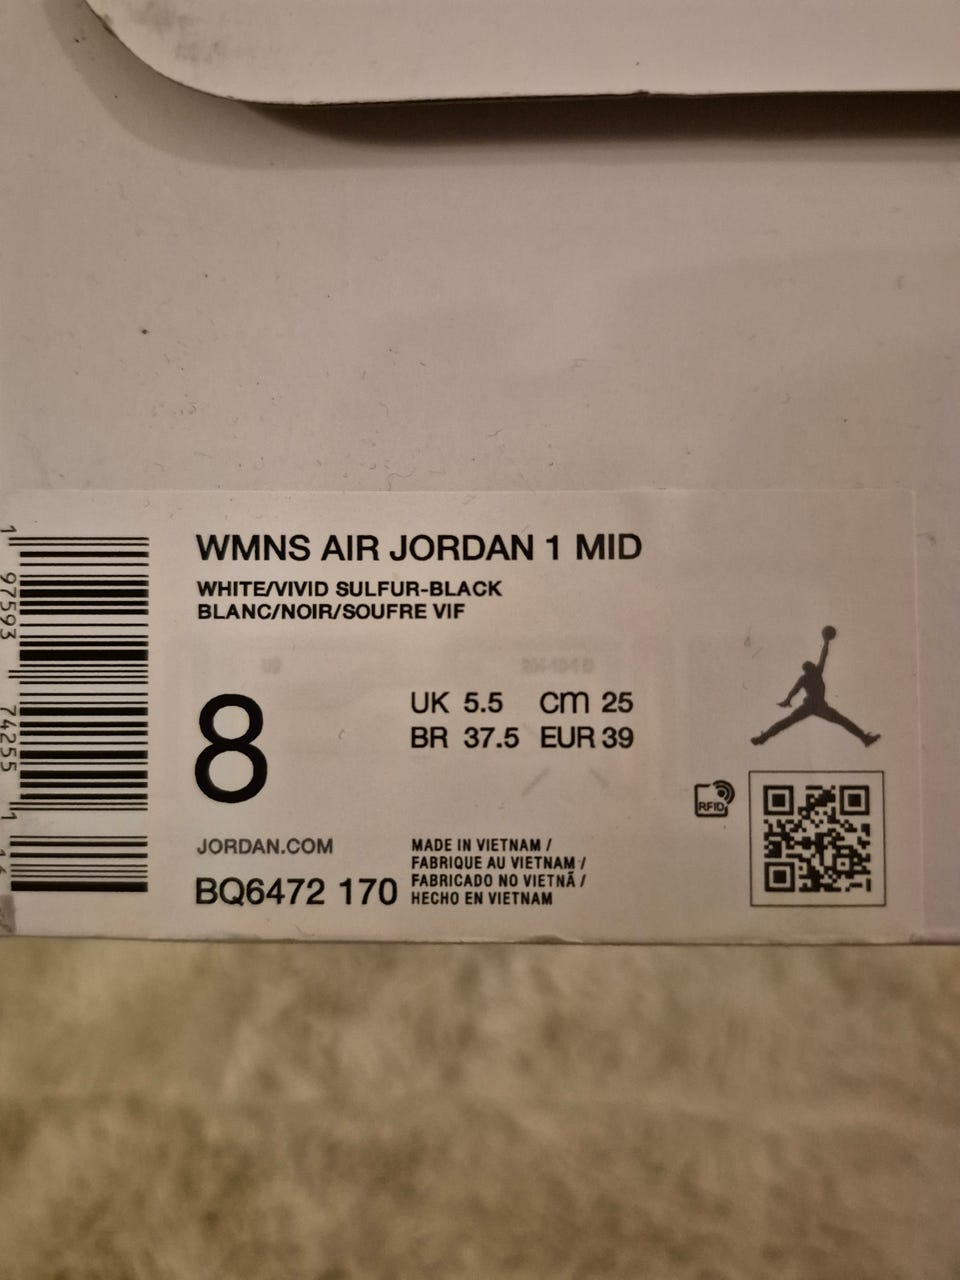 WMNS AIR JORDAN 1 MID
WHITE/VIVID SULFUR-BLACK
BLANC/NOIR/SOUFRE VIF
8
UK 5.5 cm 25
BR 37.5 EUR 39
RFID
JORDAN.COM
BQ6472 170
MADE IN VIETNAM /
FABRIQUE AU VIETNAM /
FABRICADO NO VIETNÃ /
HECHO EN VIETNAM
1 97593 74255 1